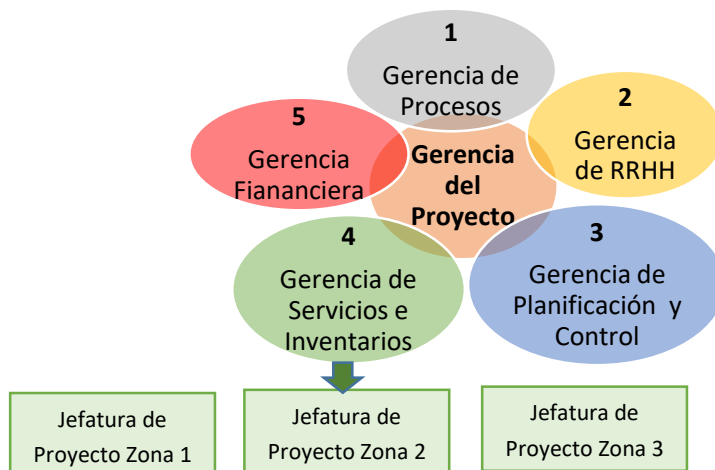 1
Gerencia de
Procesos
2
Gerencia
de RRHH
5
Gerencia
Fiananciera
Gerencia
del
Proyecto
4
Gerencia de
Servicios e
Inventarios
3
Gerencia de
Planificación y
Control
Jefatura de
Proyecto Zona 1
Jefatura de
Proyecto Zona 2
Jefatura de
Proyecto Zona 3